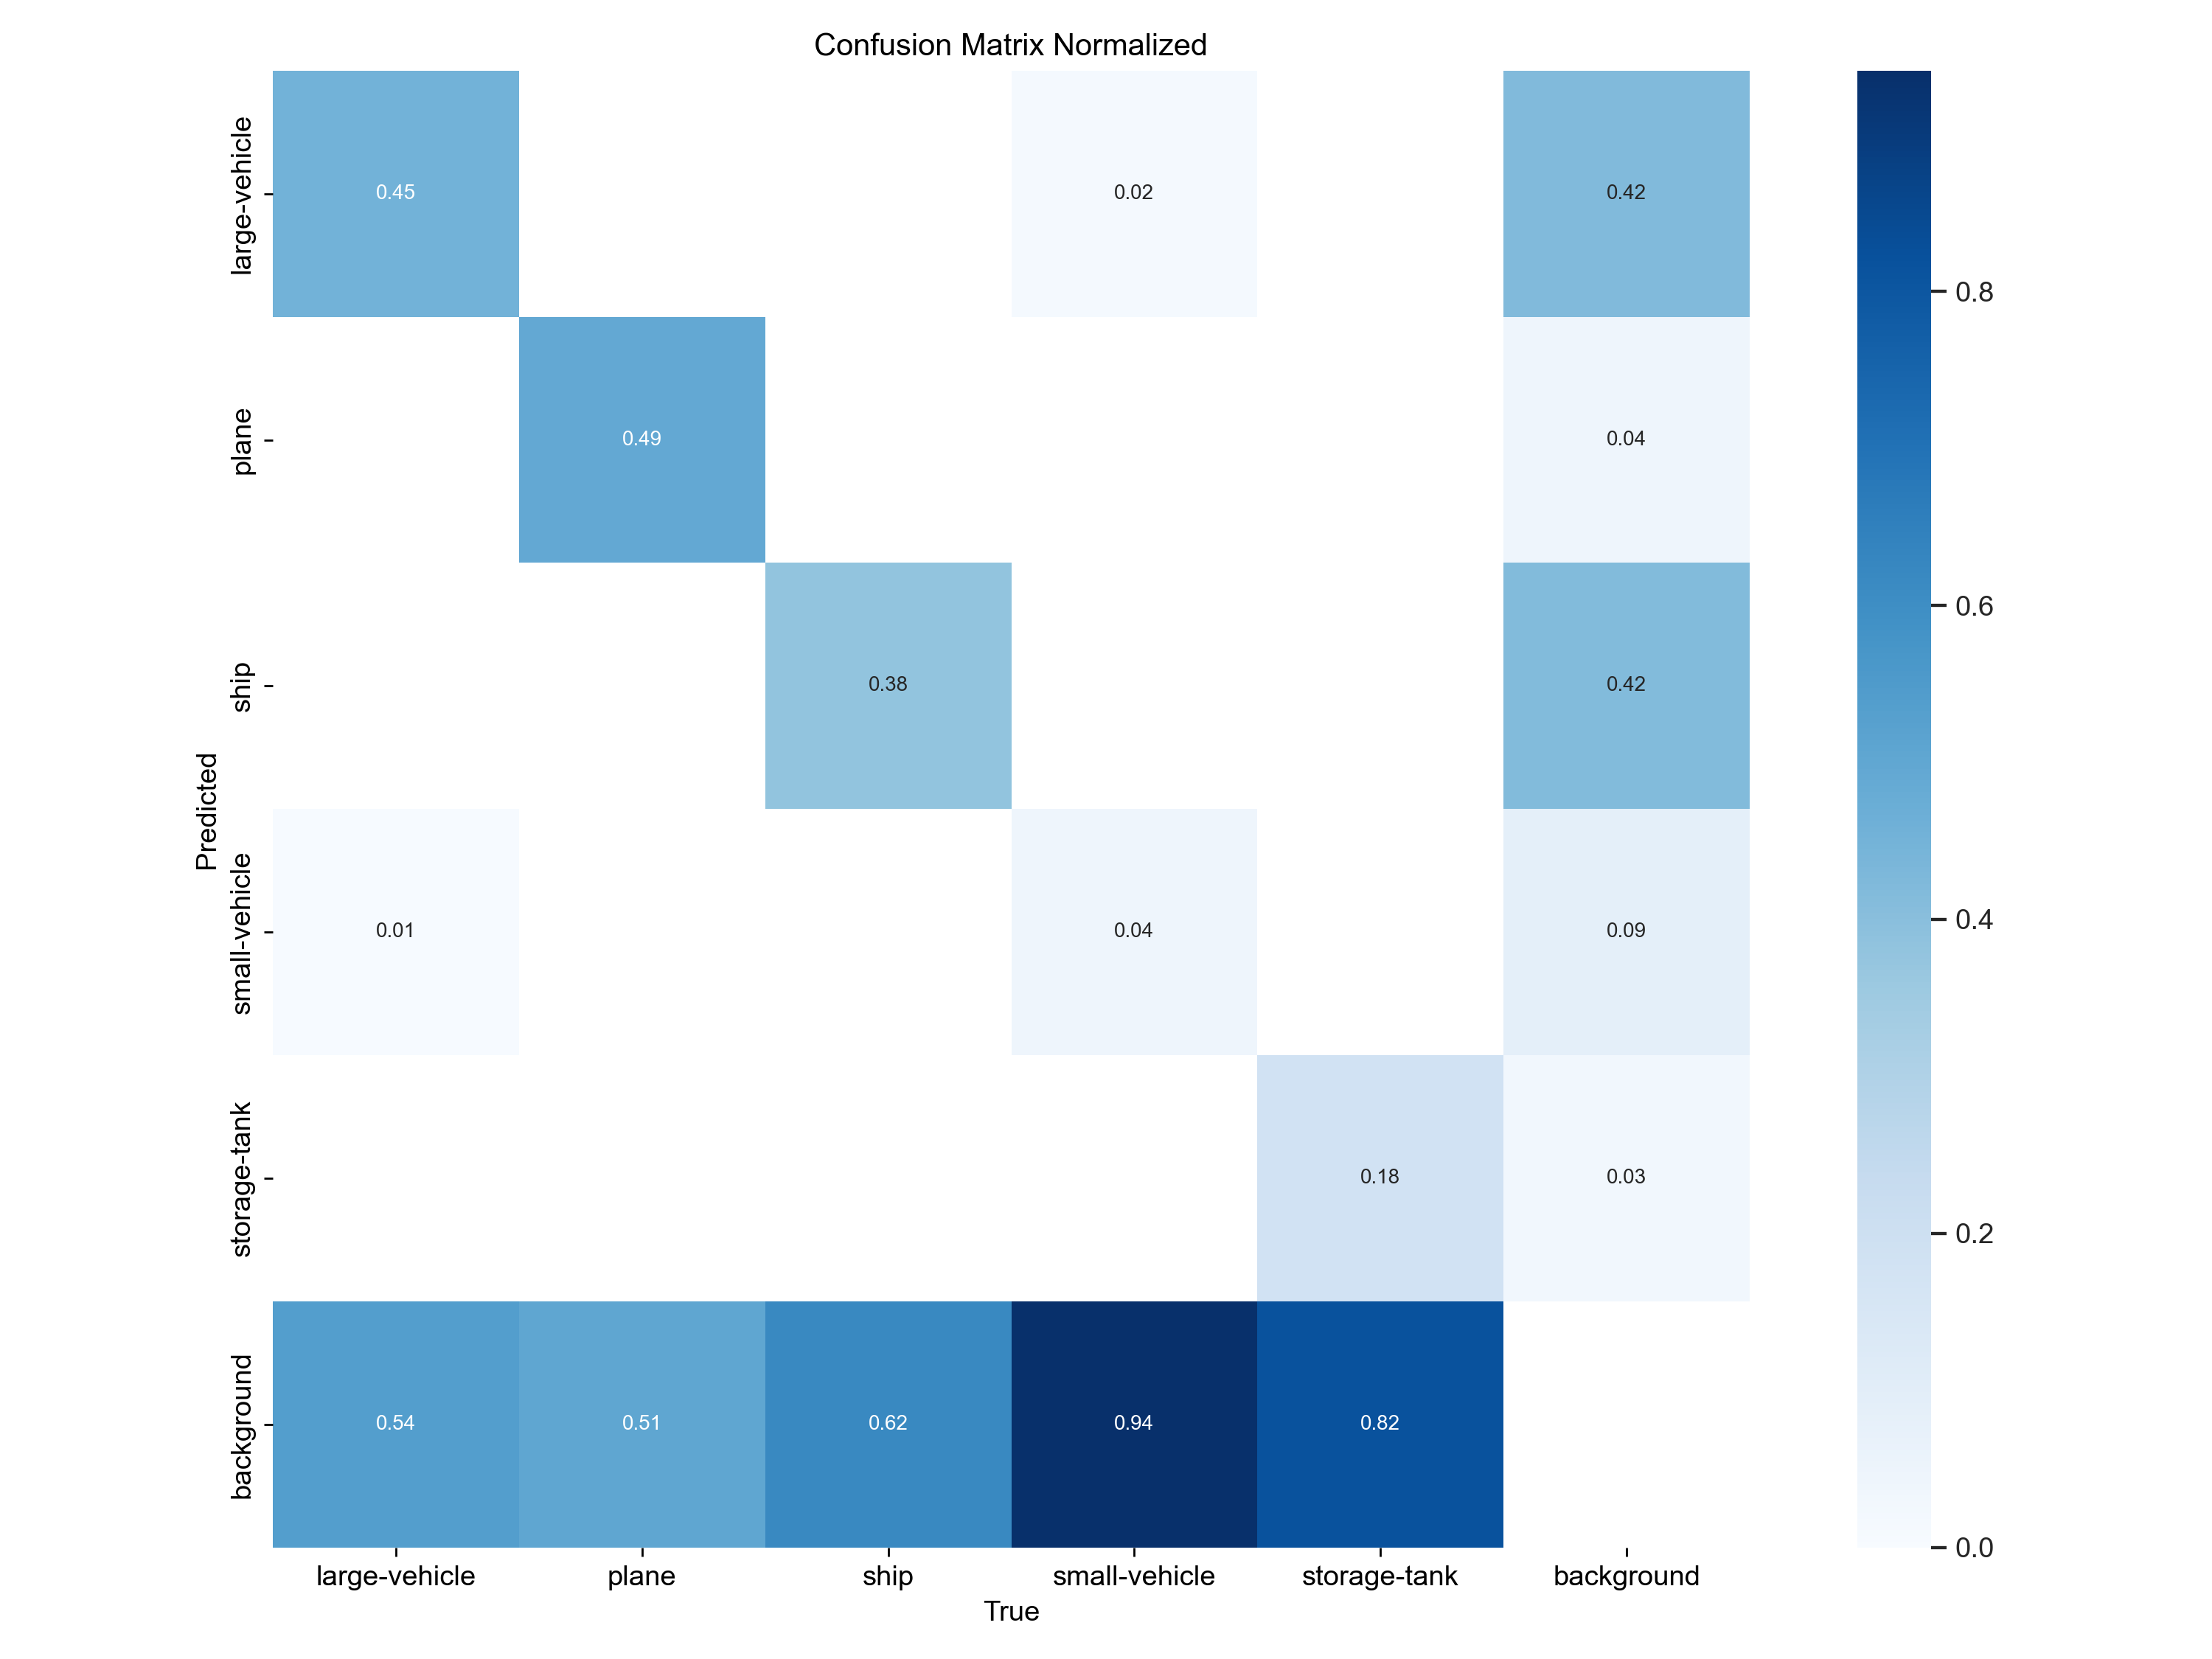 Confusion Matrix Normalized
large-vehicle
0.45
0.02
0.42
plane
0.49
0.04
ship
0.38
0.42
small-vehicle
0.01
0.04
0.09
storage-tank
0.18
0.03
background
0.54
0.51
0.62
0.94
0.82
Predicted
large-vehicle
plane
ship
small-vehicle
storage-tank
background
True
0.8
0.6
0.4
0.2
0.0